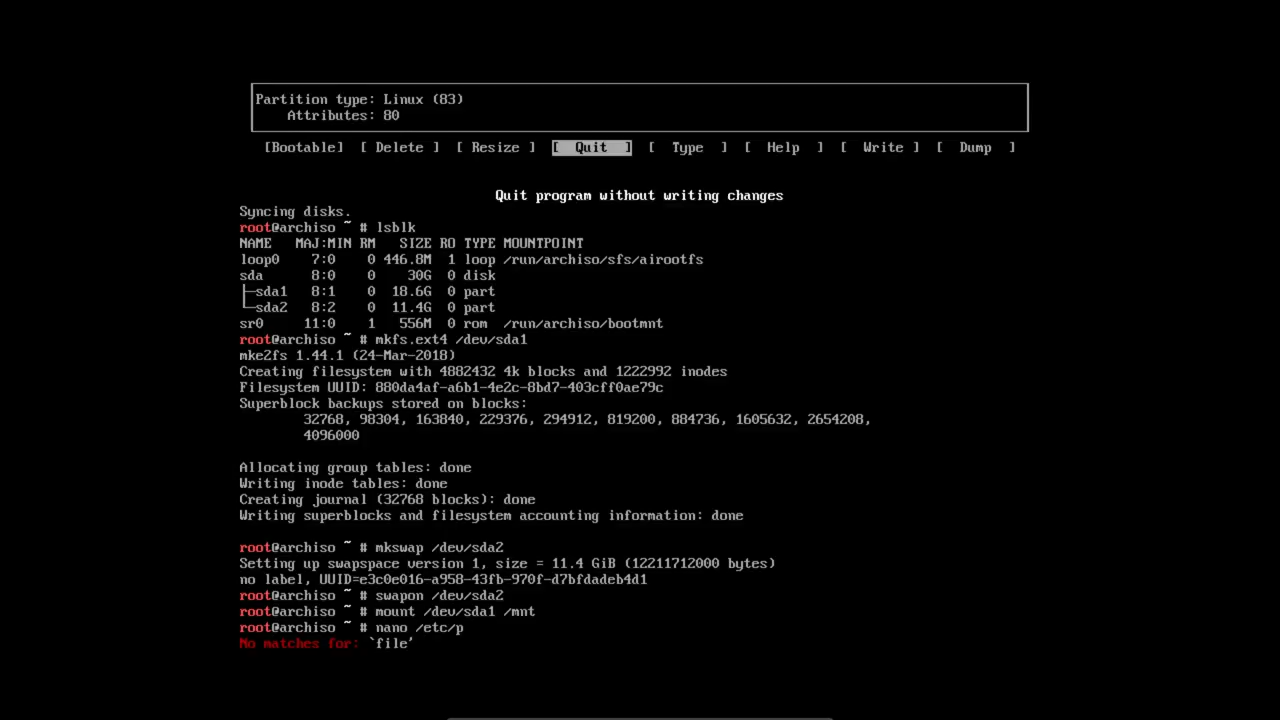 Partition type: Linux (83)
Attributes: 80
[Bootable] [ Delete ] [ Resize ] [ Quit ] [ Type ] [ Help ] [ Write ] [ Dump ]
Quit program without writing changes
Syncing disks.
root@archiso ~ # lsblk
NAME MAJ:MIN RM SIZE RO TYPE MOUNTPOINT
loop0 7:0 0 446.8M 1 loop /run/archiso/sfs/airootfs
sda 8:0 0 30G 0 disk
├─sda1 8:1 0 18.6G 0 part
└─sda2 8:2 0 11.4G 0 part
sr0 11:0 1 556M 0 rom /run/archiso/bootmnt
root@archiso ~ # mkfs.ext4 /dev/sda1
mke2fs 1.44.1 (24-Mar-2018)
Creating filesystem with 4882432 4k blocks and 1222992 inodes
Filesystem UUID: 880da4af-a6b1-4e2c-8bd7-403cff0ae79c
Superblock backups stored on blocks:
32768, 98304, 163840, 229376, 294912, 819200, 884736, 1605632, 2654208,
4096000
Allocating group tables: done
Writing inode tables: done
Creating journal (32768 blocks): done
Writing superblocks and filesystem accounting information: done
root@archiso ~ # mkswap /dev/sda2
Setting up swapspace version 1, size = 11.4 GiB (12211712000 bytes)
no label, UUID=e3c0e016-a958-43fb-970f-d7bfdadeb4d1
root@archiso ~ # swapon /dev/sda2
root@archiso ~ # mount /dev/sda1 /mnt
root@archiso ~ # nano /etc/p
No matches for: `file'